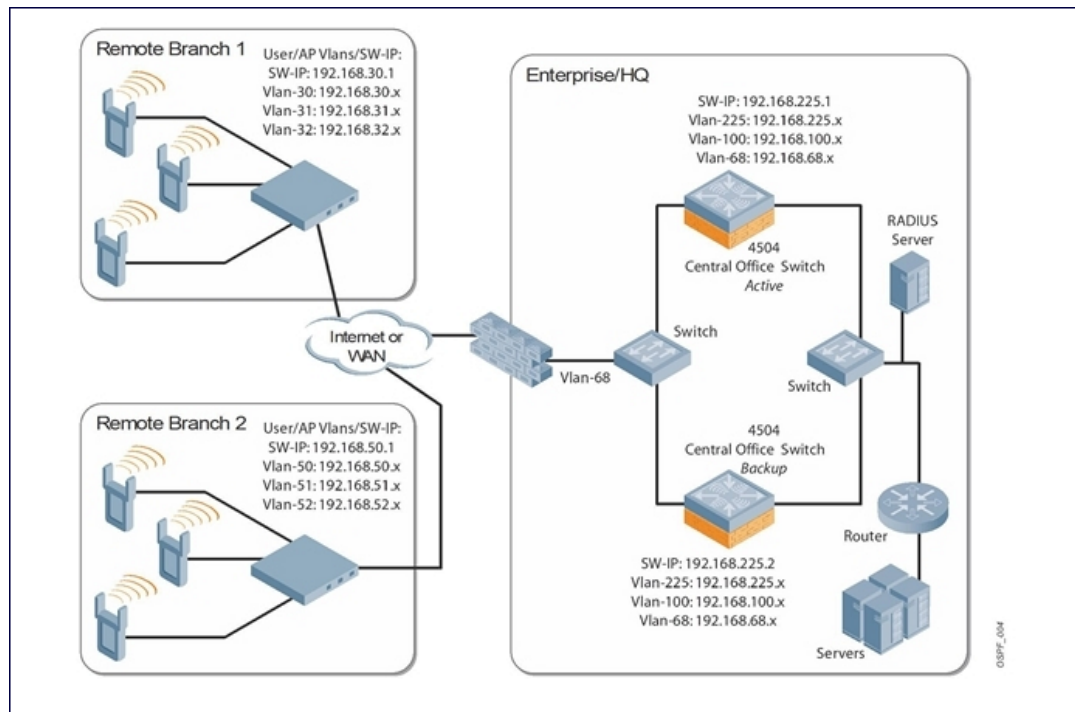 Remote Branch 1
User/AP Vlans/SW-IP:
SW-IP: 192.168.30.1
Vlan-30: 192.168.30.x
Vlan-31: 192.168.31.x
Vlan-32: 192.168.32.x
Internet or
WAN
Remote Branch 2
User/AP Vlans/SW-IP:
SW-IP: 192.168.50.1
Vlan-50: 192.168.50.x
Vlan-51: 192.168.51.x
Vlan-52: 192.168.52.x
Enterprise/HQ
SW-IP: 192.168.225.1
Vlan-225: 192.168.225.x
Vlan-100: 192.168.100.x
Vlan-68: 192.168.68.x
4504
Central Office Switch
Active
RADIUS
Server
Vlan-68
Switch
Switch
4504
Central Office Switch
Backup
SW-IP: 192.168.225.2
Vlan-225: 192.168.225.x
Vlan-100: 192.168.100.x
Vlan-68: 192.168.68.x
Router
Servers
OSPF_004